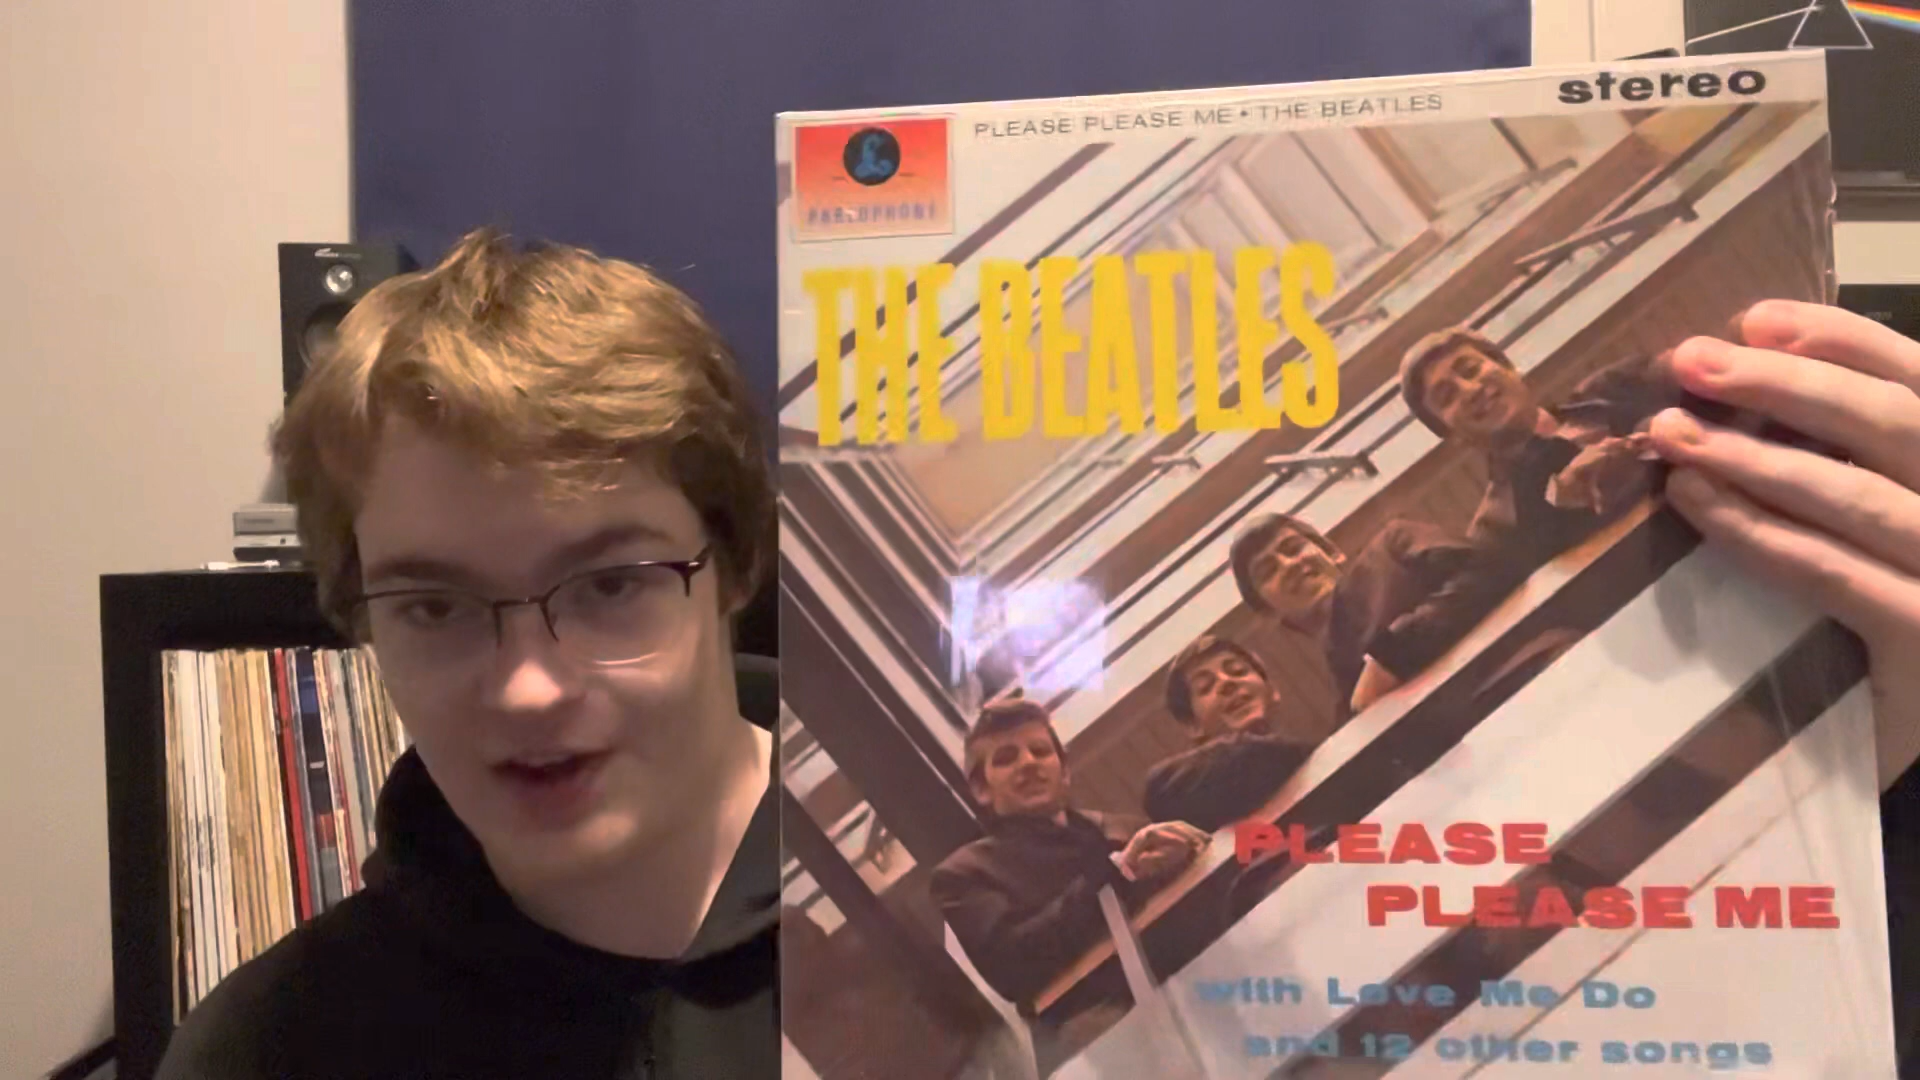 stereo
PLEASE PLEASE ME • THE BEATLES
PARLOPHONE
THE BEATLES
PLEASE
PLEASE ME
with Love Me Do
and 12 other songs